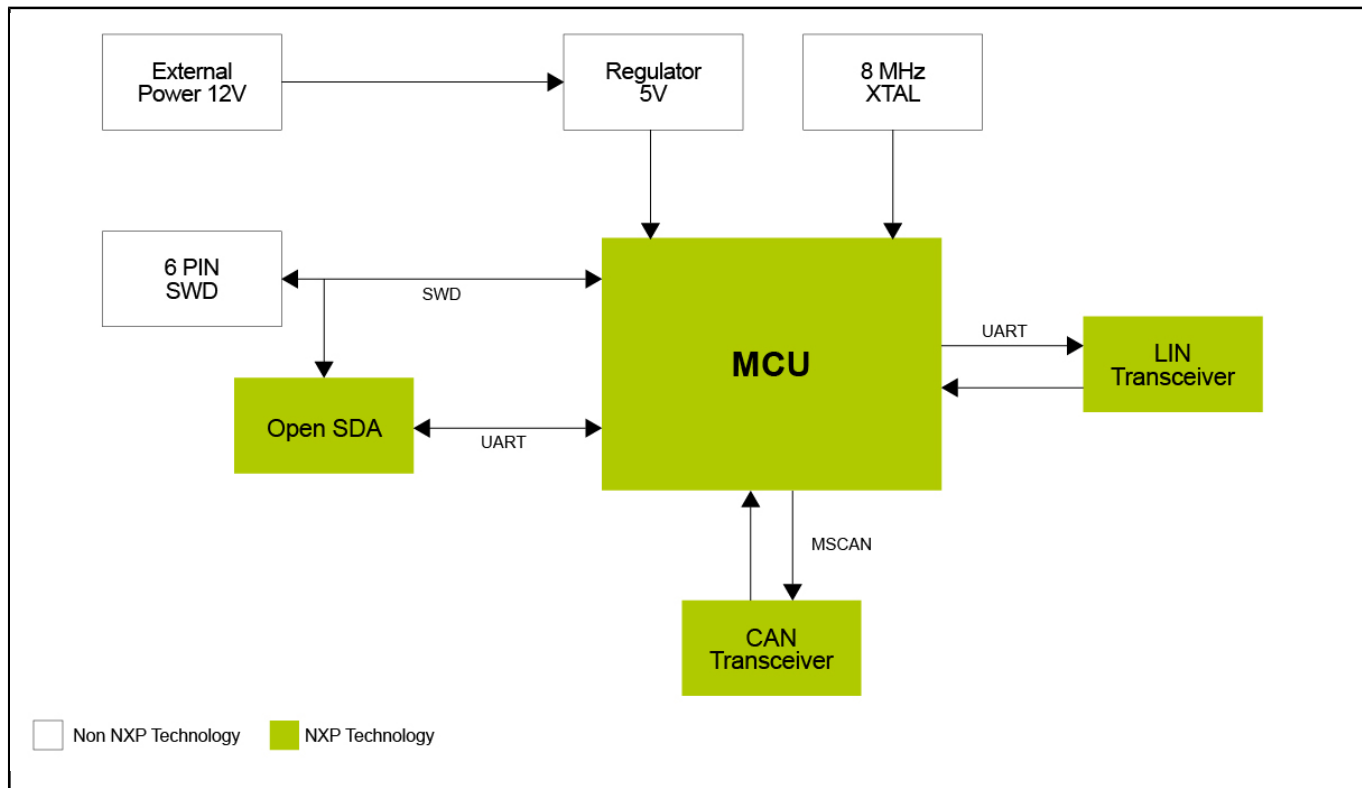 External
Power 12V
Regulator
5V
8 MHz
XTAL
6 PIN
SWD
SWD
MCU
UART
LIN
Transceiver
Open SDA
UART
MSCAN
CAN
Transceiver
Non NXP Technology
NXP Technology